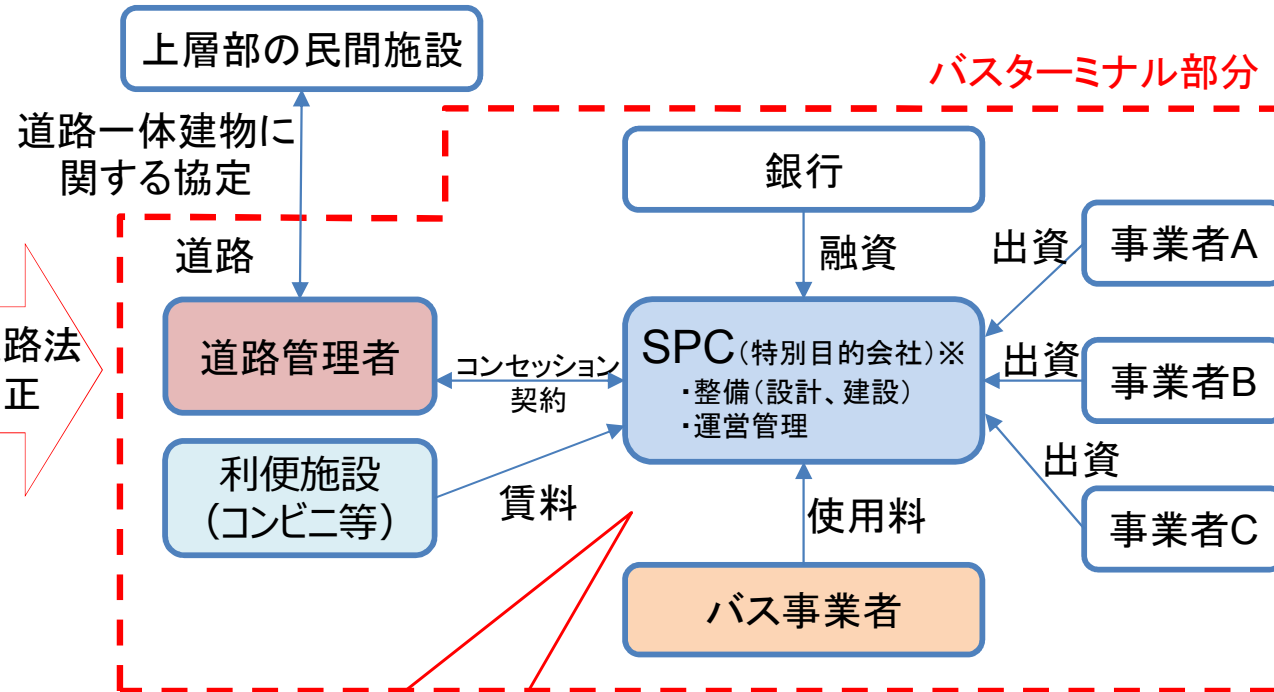 上層部の民間施設
バスターミナル部分
道路一体建物に
関する協定
銀行
道路
融資
出資
事業者A
路法
正
道路管理者
コンセッション
契約
SPC(特別目的会社)※
・整備(設計、建設)
・運営管理
出資
事業者B
利便施設
(コンビニ等)
賃料
使用料
出資
事業者C
バス事業者